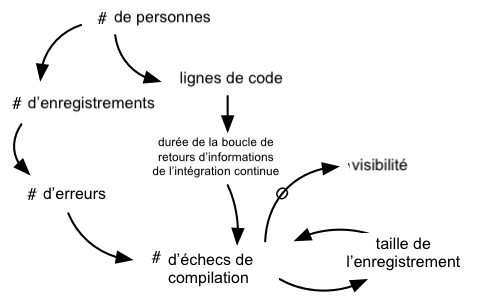 # de personnes
lignes de code
# d'enregistrements
durée de la boucle de
retours d'informations
de l'intégration continue
visibilité
# d'erreurs
taille de
l'enregistrement
# d'échecs de
compilation